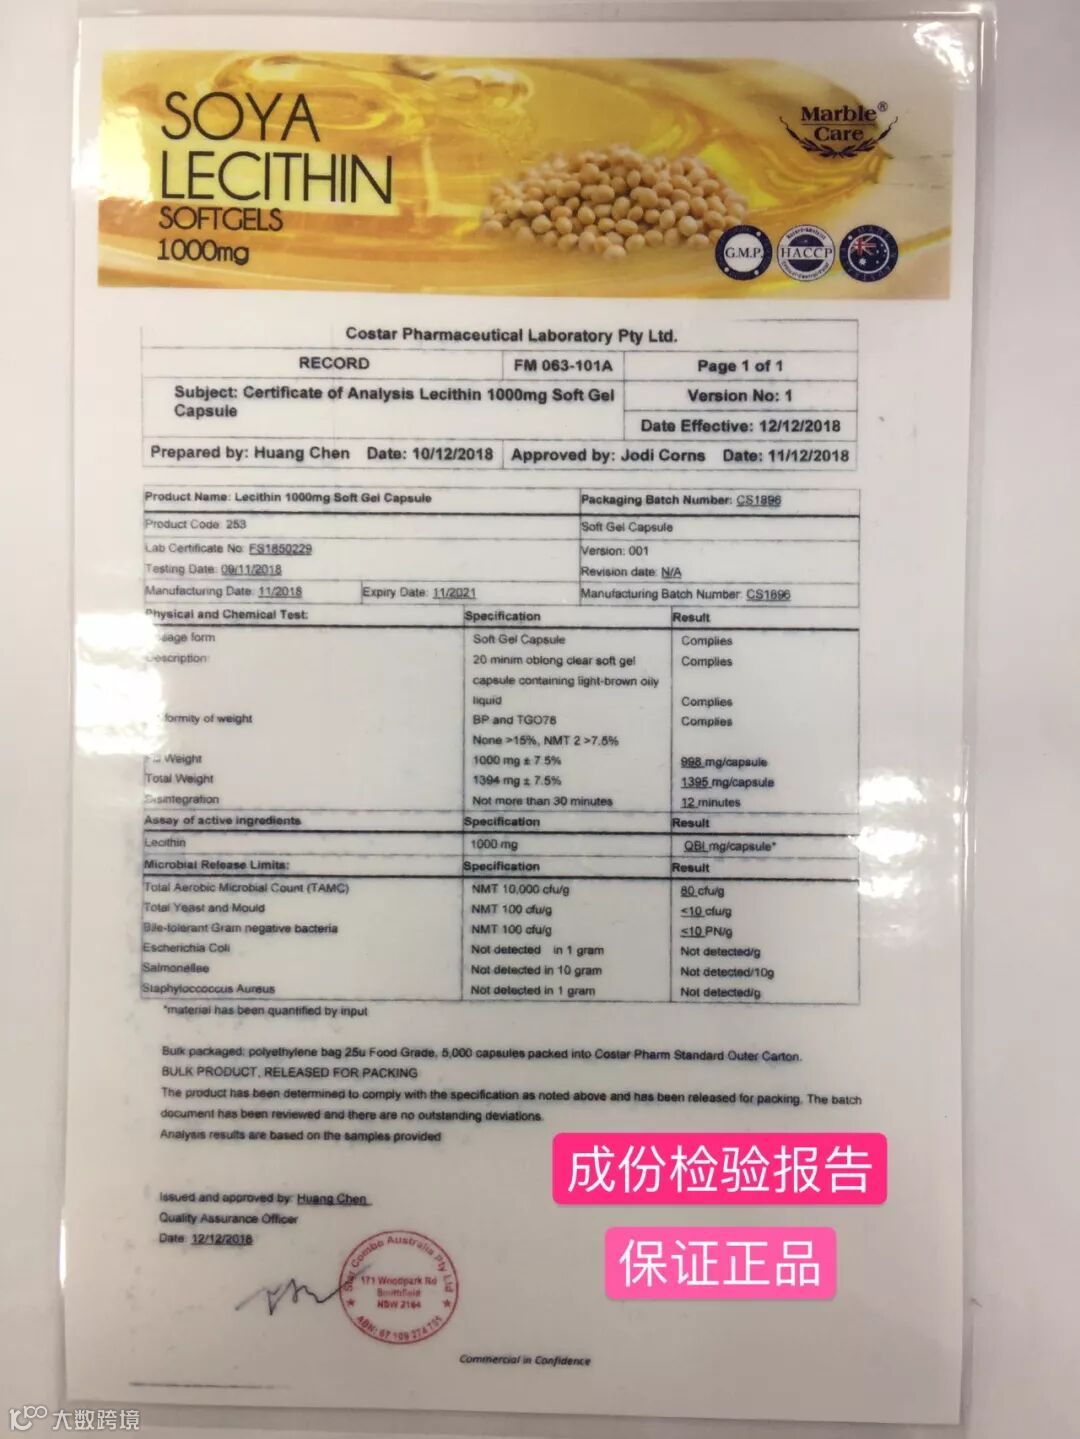 SOYA
LECITHIN
SOFTGELS
1000mg
Marble®
Care
G.M.P.
HACCP
Costar Pharmaceutical Laboratory Pty Ltd.
RECORD FM 063-101A Page 1 of 1
Subject: Certificate of Analysis Lecithin 1000mg Soft Gel
Capsule
Version No: 1
Date Effective: 12/12/2018
Prepared by: Huang Chen Date: 10/12/2018 Approved by: Jodi Corns Date: 11/12/2018
Product Name: Lecithin 1000mg Soft Gel Capsule Packaging Batch Number: CS1896
Product Code: 253 Soft Gel Capsule
Lab Certificate No: FS1850229 Version: 001
Testing Date: 09/11/2018 Revision date: N/A
Manufacturing Date: 11/2018 Expiry Date: 11/2021 Manufacturing Batch Number: CS1896
Physical and Chemical Test: Specification Result
sage form Soft Gel Capsule Complies
Description: 20 minim oblong clear soft gel Complies
capsule containing light-brown oily
liquid Complies
formity of weight BP and TGO78 Complies
None >15%, NMT 2 >7.5%
Weight 1000 mg ± 7.5% 998 mg/capsule
Total Weight 1394 mg ± 7.5% 1395 mg/capsule
Disintegration Not more than 30 minutes 12 minutes
Assay of active ingredients Specification Result
Lecithin 1000 mg QBI mg/capsule*
Microbial Release Limits: Specification Result
Total Aerobic Microbial Count (TAMC) NMT 10,000 cfu/g 80 cfu/g
Total Yeast and Mould NMT 100 cfu/g <10 cfu/g
Bile-tolerant Gram negative bacteria NMT 100 cfu/g <10 PN/g
Escherichia Coli Not detected in 1 gram Not detected/g
Salmonellae Not detected in 10 gram Not detected/10g
Staphyloccoccus Aureus Not detected in 1 gram Not detected/g
*material has been quantified by input
Bulk packaged: polyethylene bag 25u Food Grade, 5,000 capsules packed into Costar Pharm Standard Outer Carton.
BULK PRODUCT, RELEASED FOR PACKING
The product has been determined to comply with the specification as noted above and has been released for packing. The batch
document has been reviewed and there are no outstanding deviations.
Analysis results are based on the samples provided
成份检验报告
保证正品
Issued and approved by: Huang Chen
Quality Assurance Officer
Date: 12/12/2018
Star Combo Australia Pty Ltd
171 Woodpark Rd
Smithfield
NSW 2164
ABN: 67 109 274 751
Commercial in Confidence
大数跨境